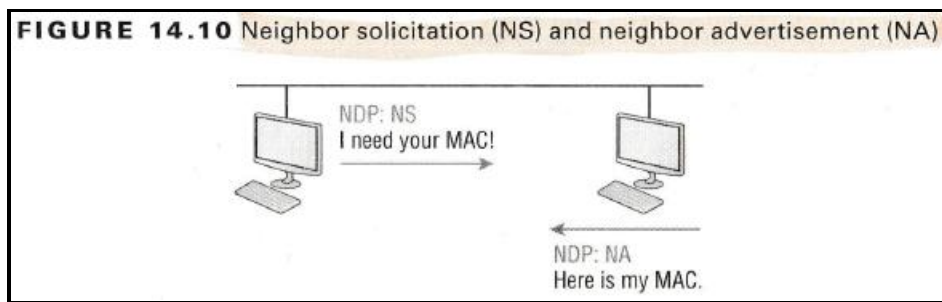 FIGURE 14.10 Neighbor solicitation (NS) and neighbor advertisement (NA)
NDP: NS
I need your MAC!
NDP: NA
Here is my MAC.